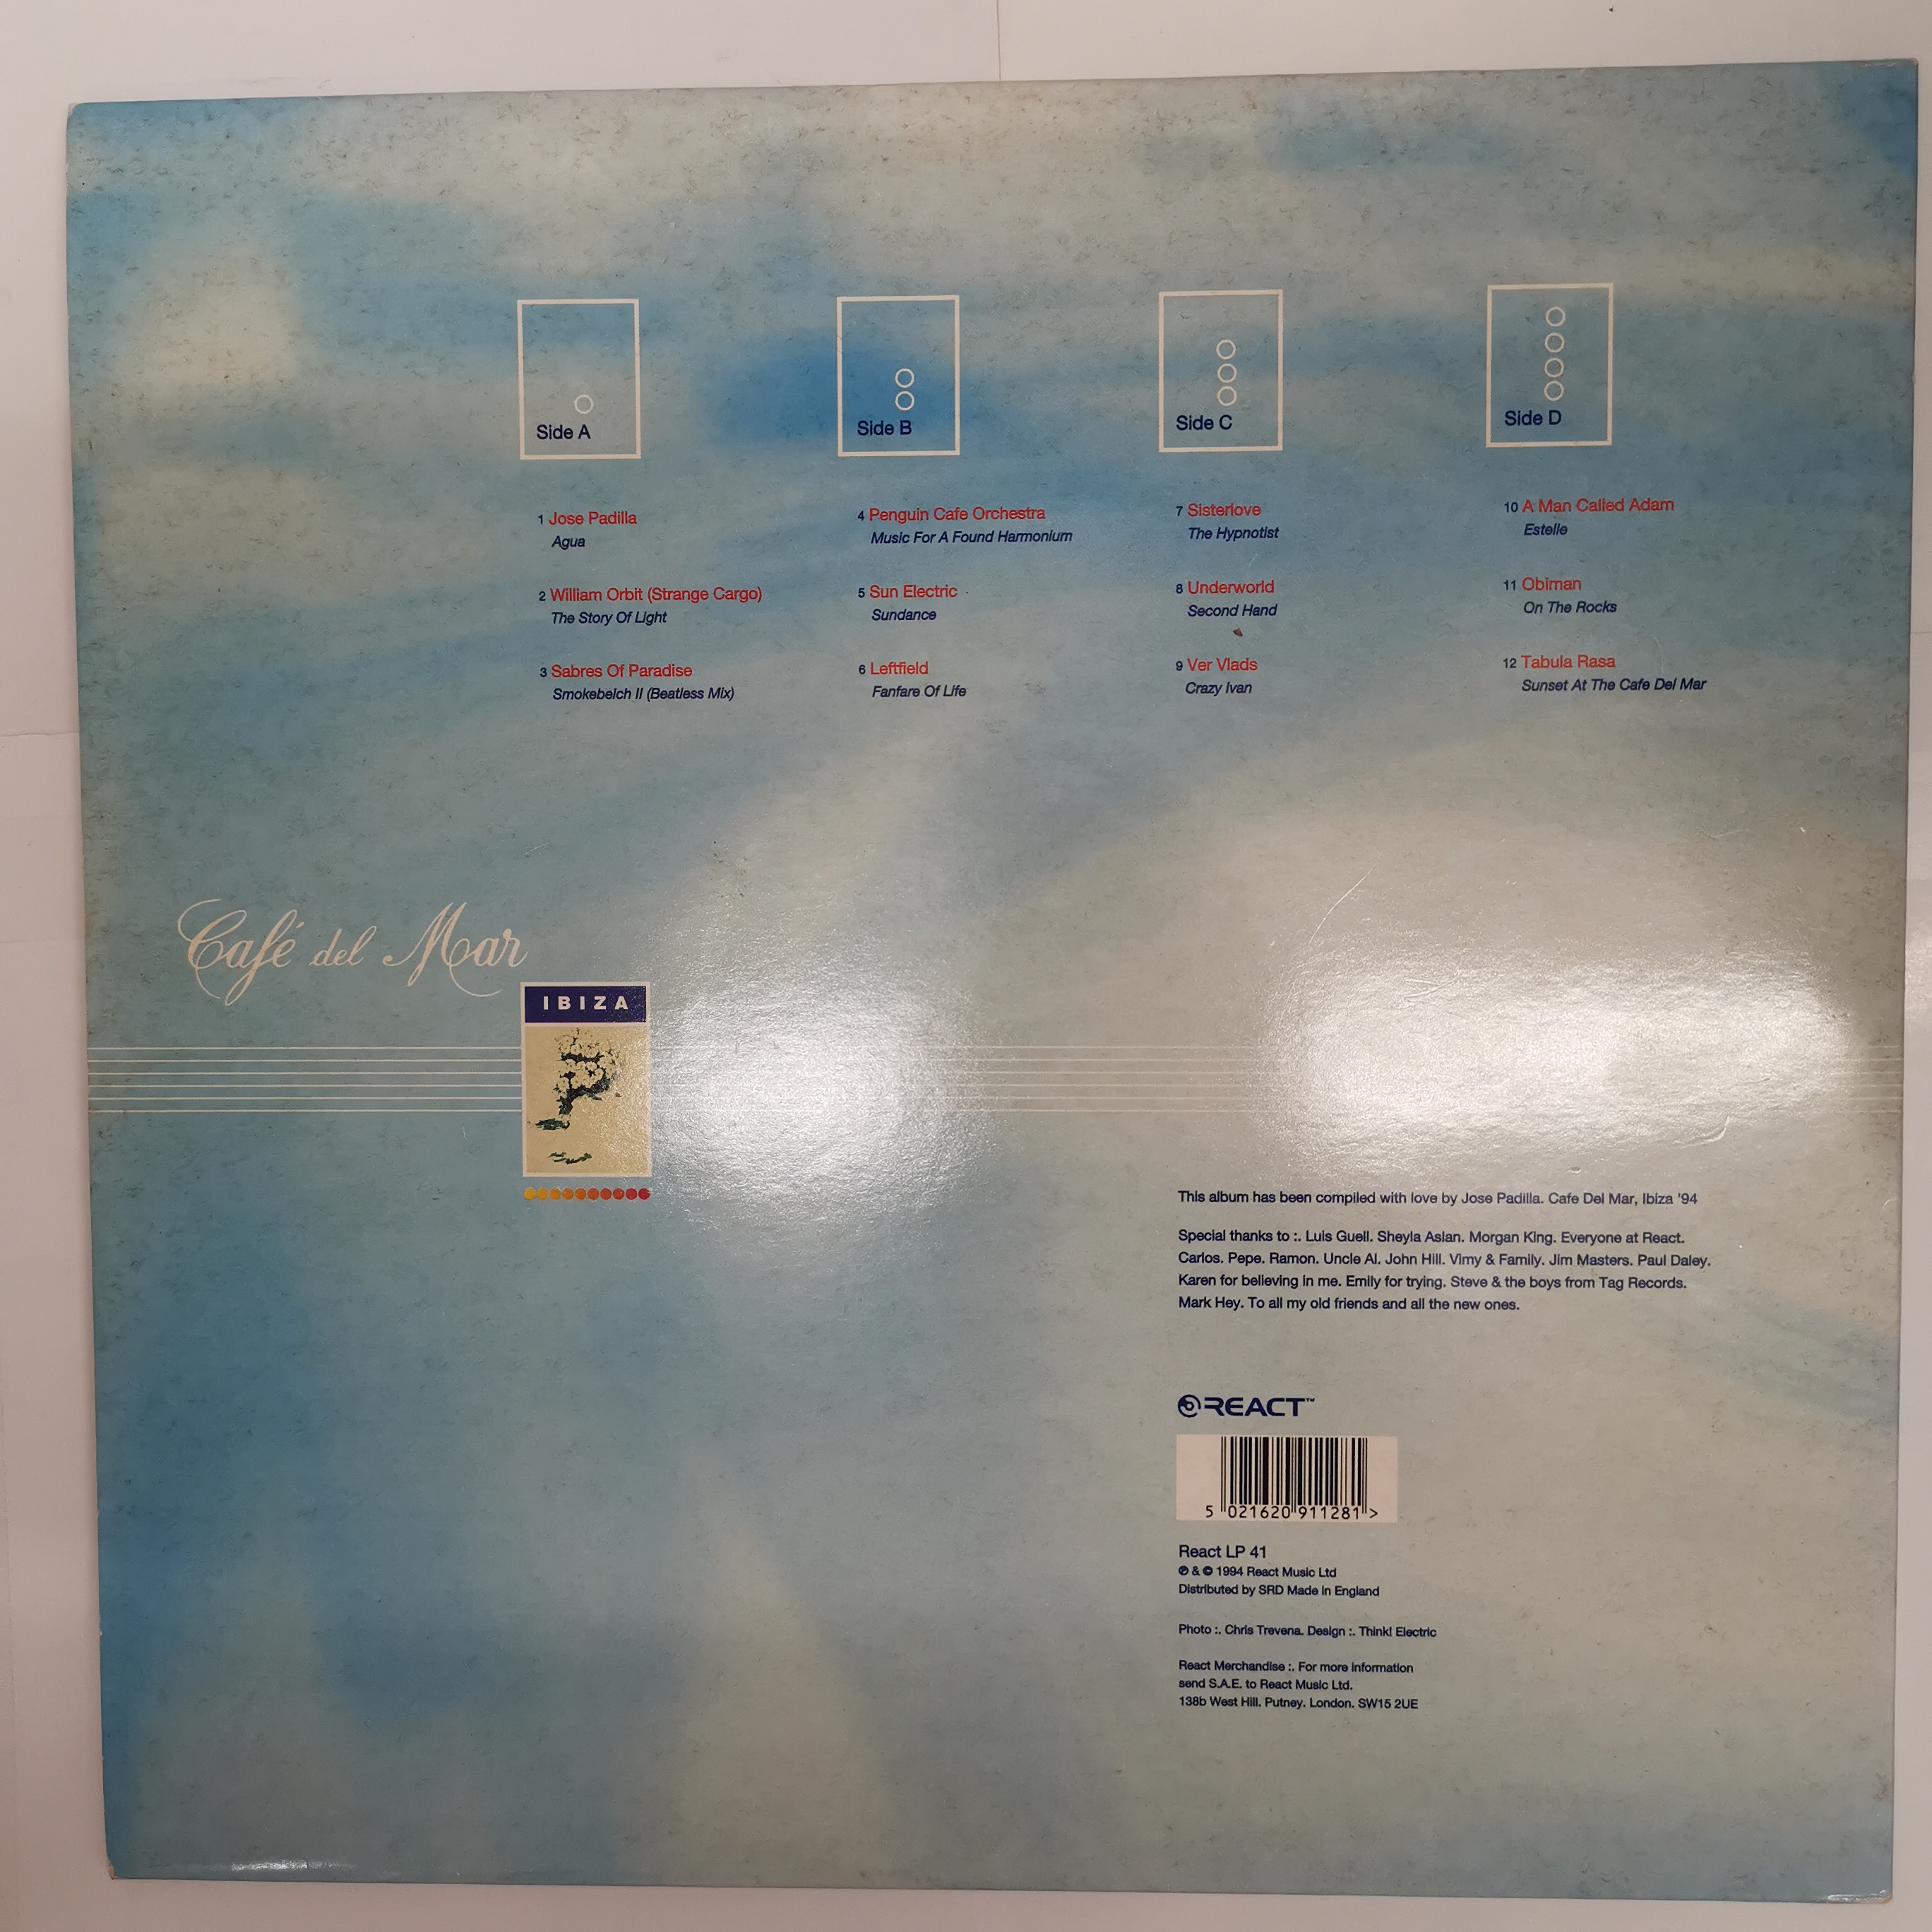 Side A
1 Jose Padilla
Agua
2 William Orbit (Strange Cargo)
The Story Of Light
3 Sabres Of Paradise
Smokebelch II (Beatless Mix)
Side B
4 Penguin Cafe Orchestra
Music For A Found Harmonium
5 Sun Electric
Sundance
6 Leftfield
Fanfare Of Life
Side C
7 Sisterlove
The Hypnotist
8 Underworld
Second Hand
9 Ver Vlads
Crazy Ivan
Side D
10 A Man Called Adam
Estelle
11 Obiman
On The Rocks
12 Tabula Rasa
Sunset At The Cafe Del Mar
Café del Mar
IBIZA
This album has been compiled with love by Jose Padilla. Cafe Del Mar, Ibiza '94
Special thanks to :. Luis Guell. Sheyla Aslan. Morgan King. Everyone at React.
Carlos. Pepe. Ramon. Uncle Al. John Hill. Vimy & Family. Jim Masters. Paul Daley.
Karen for believing in me. Emily for trying. Steve & the boys from Tag Records.
Mark Hey. To all my old friends and all the new ones.
REACT™
5 021620 911281 >
React LP 41
℗ & © 1994 React Music Ltd
Distributed by SRD Made in England
Photo :. Chris Trevena. Design :. Think! Electric
React Merchandise :. For more information
send S.A.E. to React Music Ltd.
138b West Hill. Putney. London. SW15 2UE